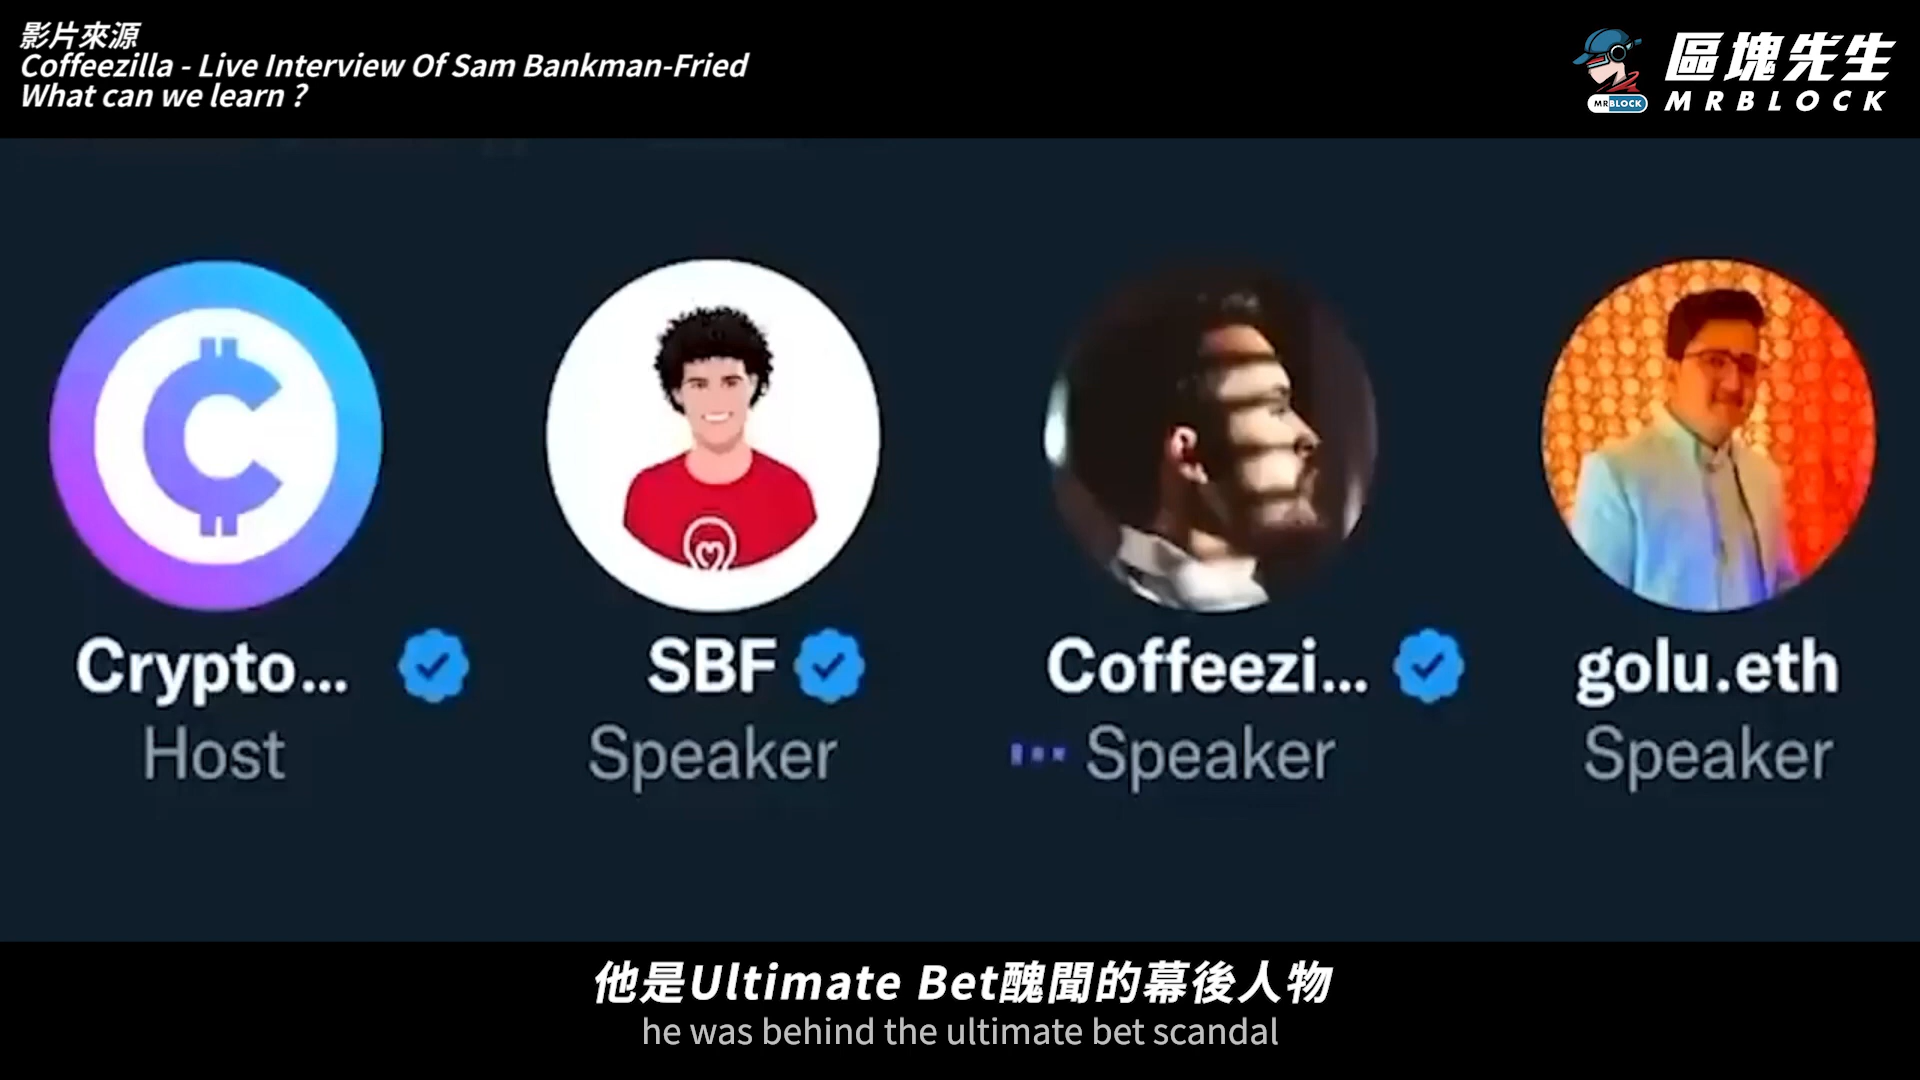 影片來源
Coffeezilla - Live Interview Of Sam Bankman-Fried
What can we learn ?
區塊先生
MRBLOCK
MRBLOCK
Crypto...
SBF
Coffeezi...
golu.eth
Host
Speaker
Speaker
Speaker
他是Ultimate Bet醜聞的幕後人物
he was behind the ultimate bet scandal